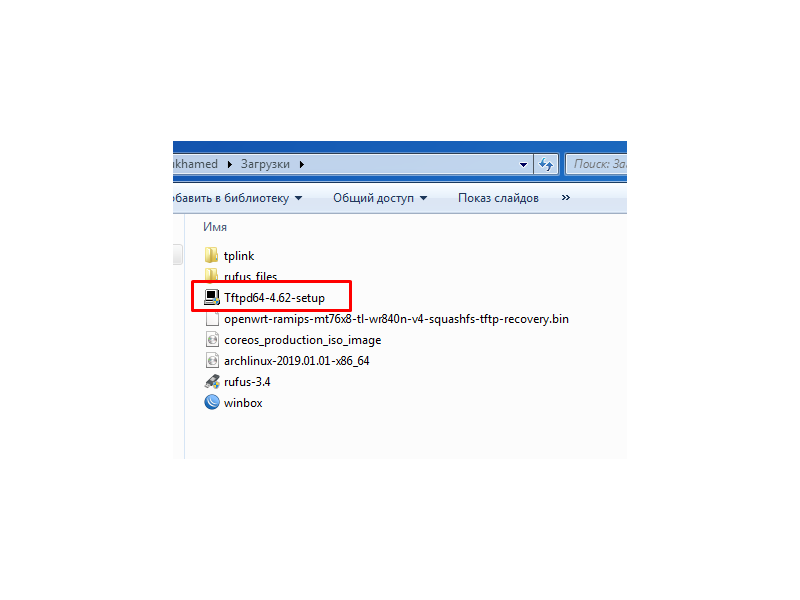 akhamed Загрузки Поиск: За
обавить в библиотеку Общий доступ Показ слайдов »
Имя
tplink
rufus_files
Tftpd64-4.62-setup
openwrt-ramips-mt76x8-tl-wr840n-v4-squashfs-tftp-recovery.bin
coreos_production_iso_image
archlinux-2019.01.01-x86_64
rufus-3.4
winbox